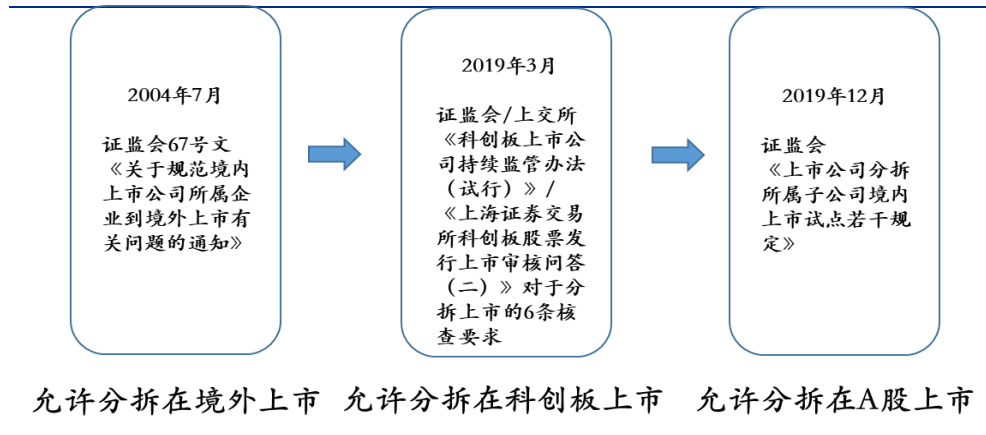 2004年7月
证监会67号文
《关于规范境内
上市公司所属企
业到境外上市有
关问题的通知》
2019年3月
证监会/上交所
《科创板上市公
司持续监管办法
（试行）》/
《上海证券交易
所科创板股票发
行上市审核问答
（二）》对于分
拆上市的6条核
查要求
2019年12月
证监会
《上市公司分拆
所属子公司境内
上市试点若干规
定》
允许分拆在境外上市
允许分拆在科创板上市
允许分拆在A股上市